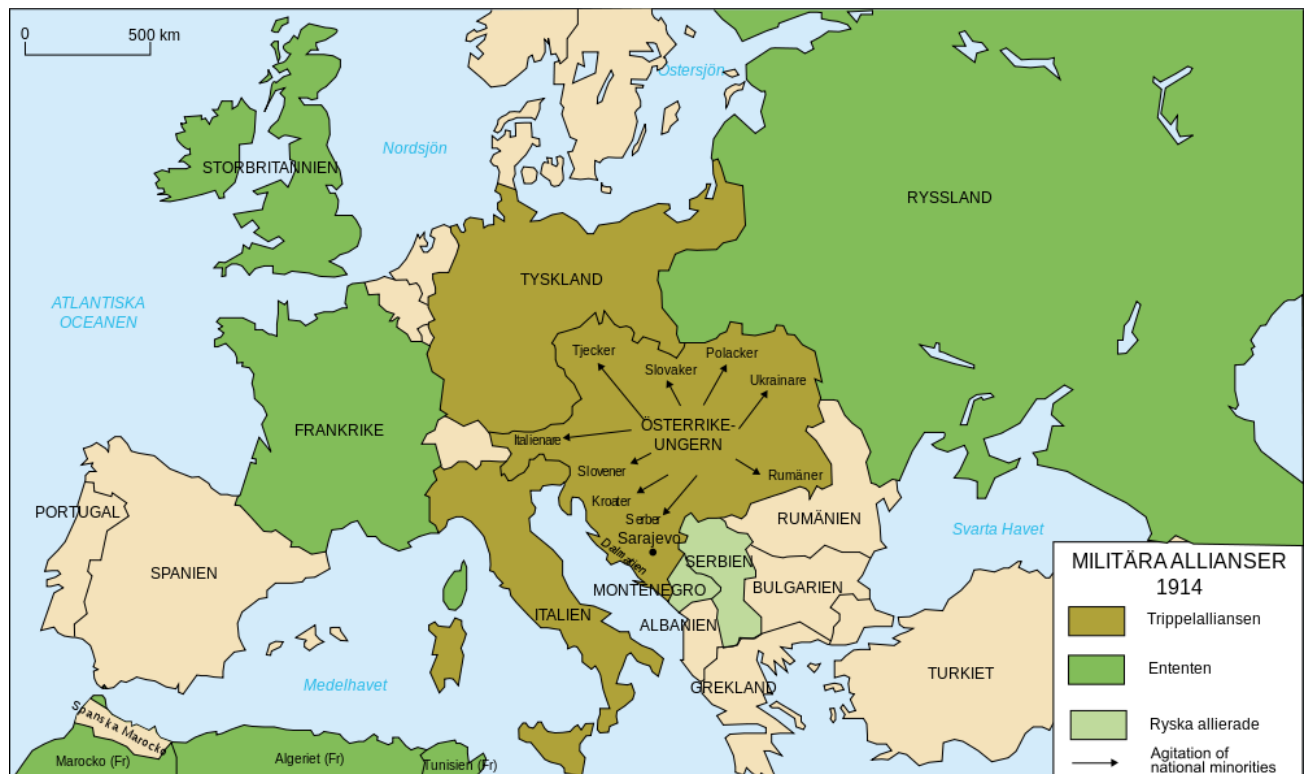 0 500 km
Östersjön
Nordsjön
STORBRITANNIEN
RYSSLAND
TYSKLAND
ATLANTISKA
OCEANEN
Tjecker
Polacker
Slovaker
Ukrainare
FRANKRIKE
ÖSTERRIKE-
UNGERN
Italienare
Slovener
Rumäner
Kroater
Serber
Sarajevo
Dalmatien
PORTUGAL
SPANIEN
RUMÄNIEN
Svarta Havet
SERBIEN
MONTENEGRO
BULGARIEN
ITALIEN
ALBANIEN
GREKLAND
TURKIET
Medelhavet
Spanska Marocko
Marocko (Fr)
Algeriet (Fr)
Tunisien (Fr)
MILITÄRA ALLIANSER
1914
Trippelalliansen
Ententen
Ryska allierade
Agitation of
national minorities